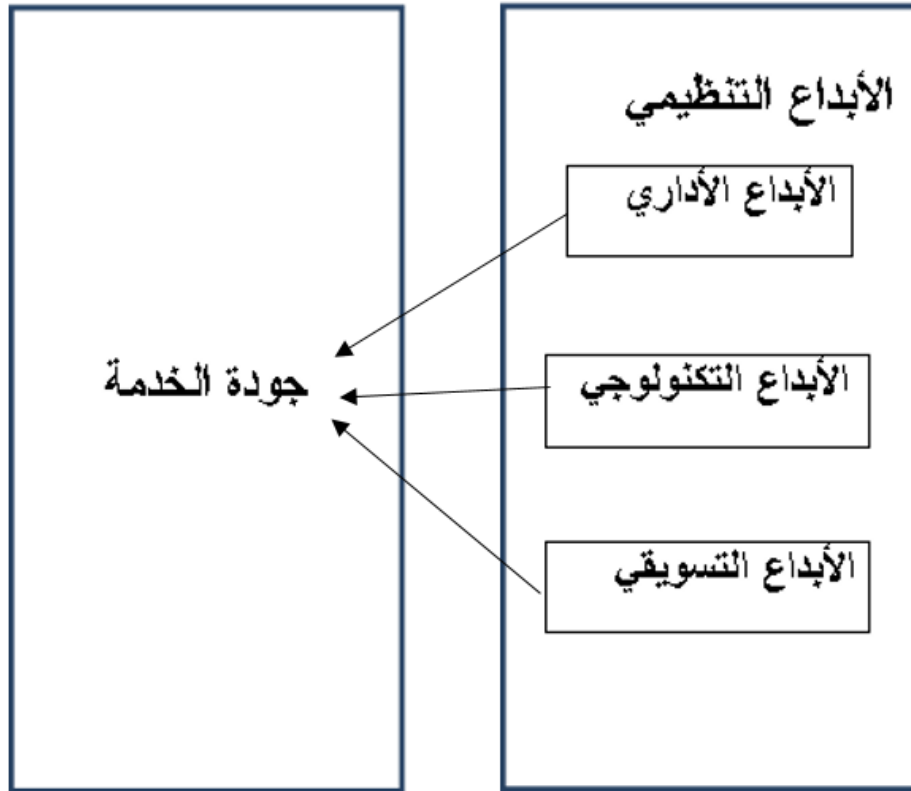 الأبداع التنظيمي
الأبداع الأداري
الأبداع التكنولوجي
الأبداع التسويقي
جودة الخدمة